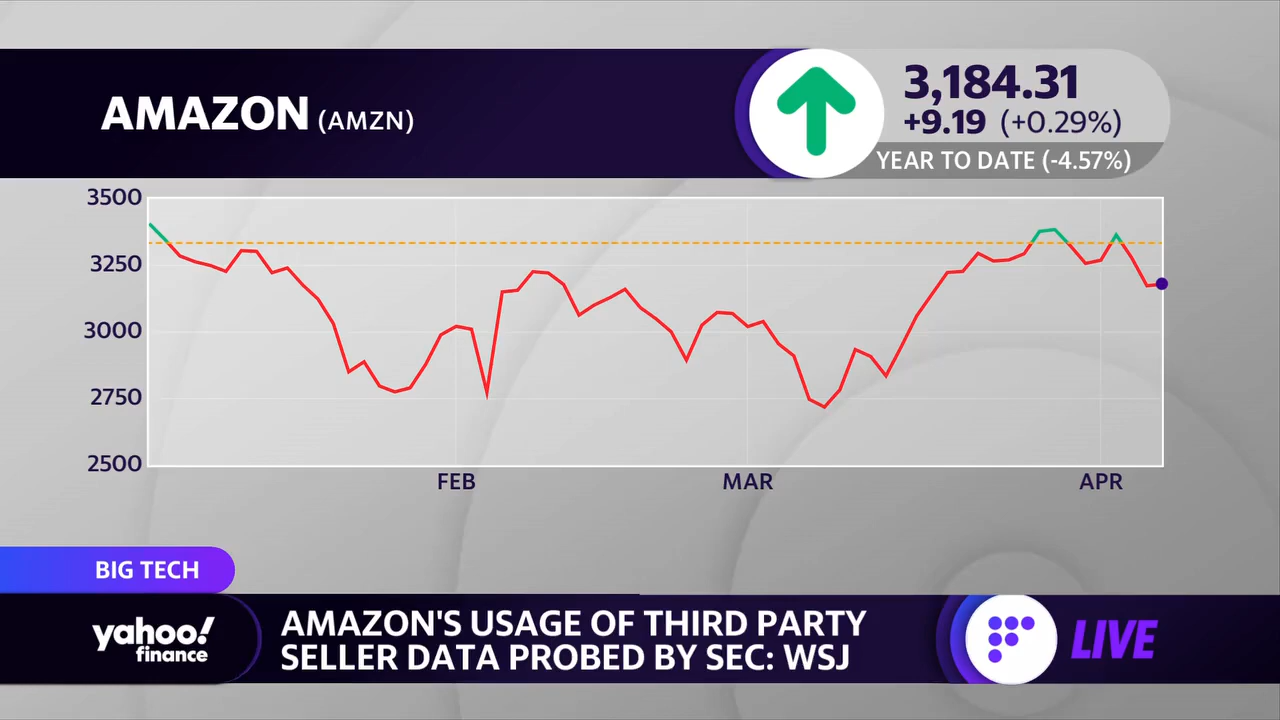 AMAZON (AMZN)
3,184.31
+9.19 (+0.29%)
YEAR TO DATE (-4.57%)
3500
3250
3000
2750
2500
FEB MAR APR
BIG TECH
yahoo!
finance
AMAZON'S USAGE OF THIRD PARTY
SELLER DATA PROBED BY SEC: WSJ
LIVE